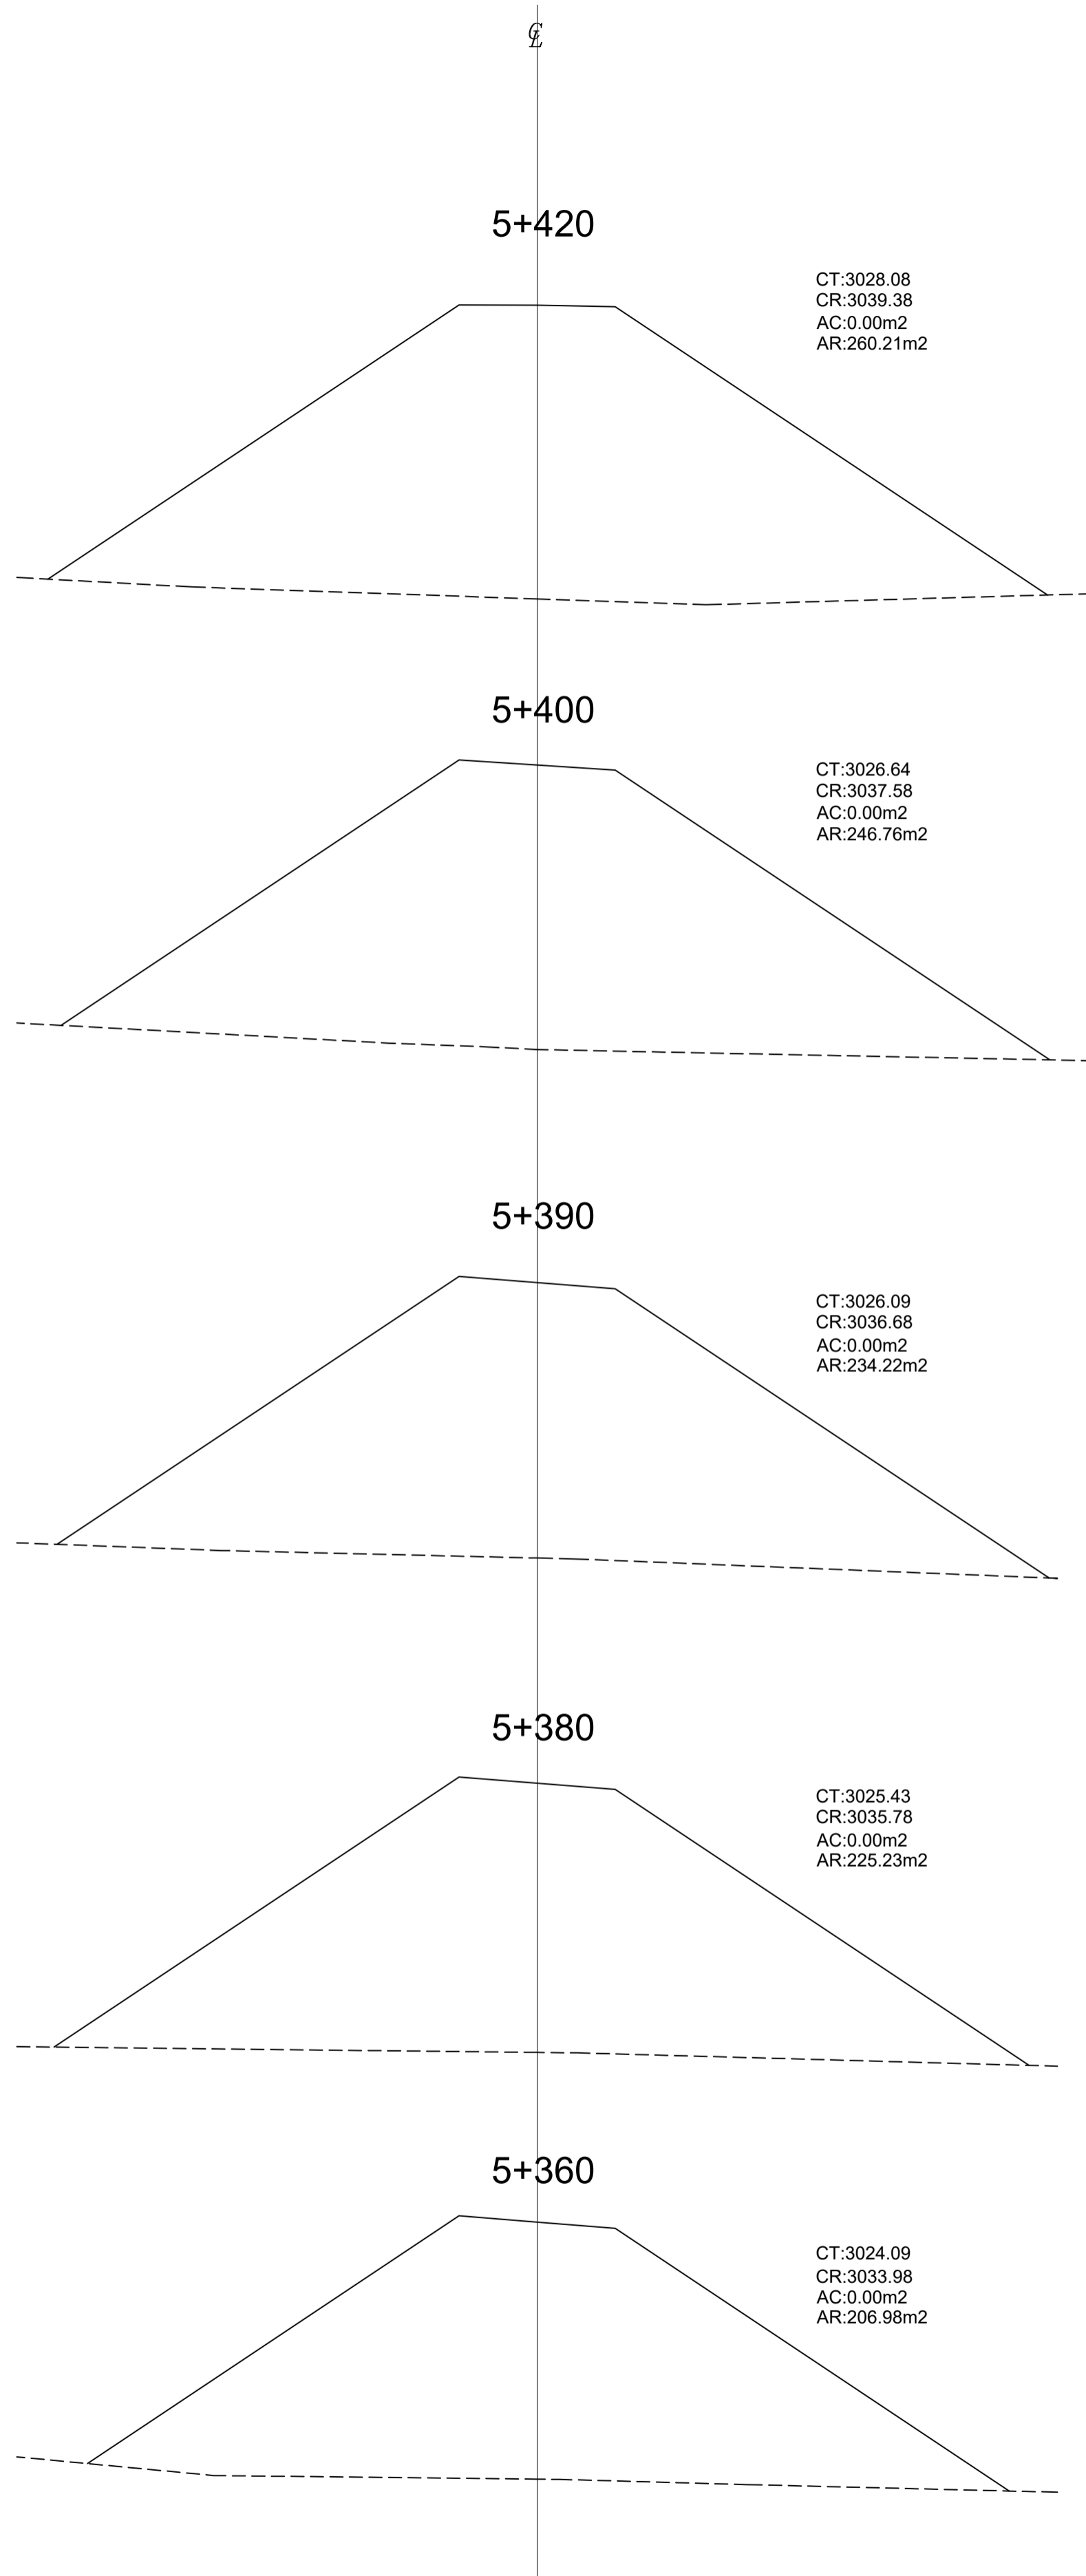 ℄
5+420
CT:3028.08
CR:3039.38
AC:0.00m2
AR:260.21m2
5+400
CT:3026.64
CR:3037.58
AC:0.00m2
AR:246.76m2
5+390
CT:3026.09
CR:3036.68
AC:0.00m2
AR:234.22m2
5+380
CT:3025.43
CR:3035.78
AC:0.00m2
AR:225.23m2
5+360
CT:3024.09
CR:3033.98
AC:0.00m2
AR:206.98m2